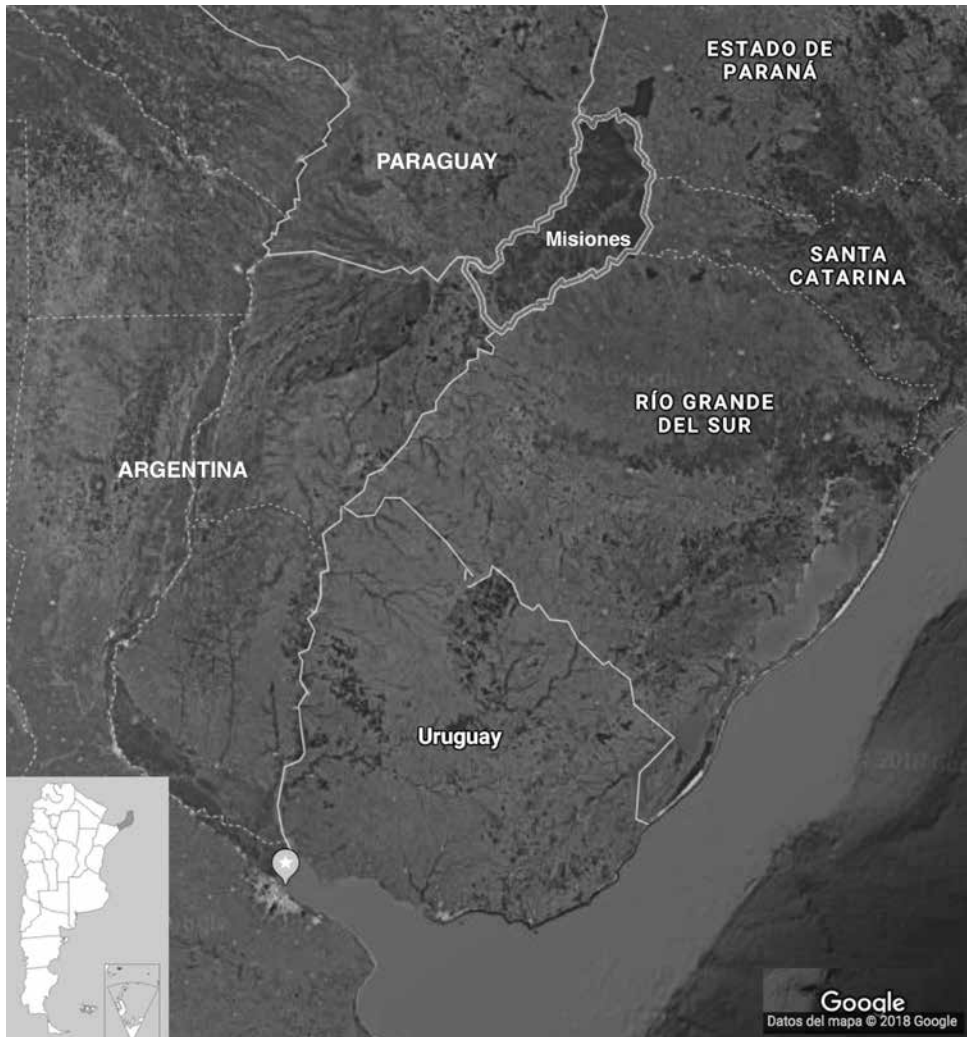 ESTADO DE
PARANÁ
PARAGUAY
Misiones
SANTA
CATARINA
RÍO GRANDE
DEL SUR
ARGENTINA
Uruguay
Google
Datos del mapa © 2018 Google